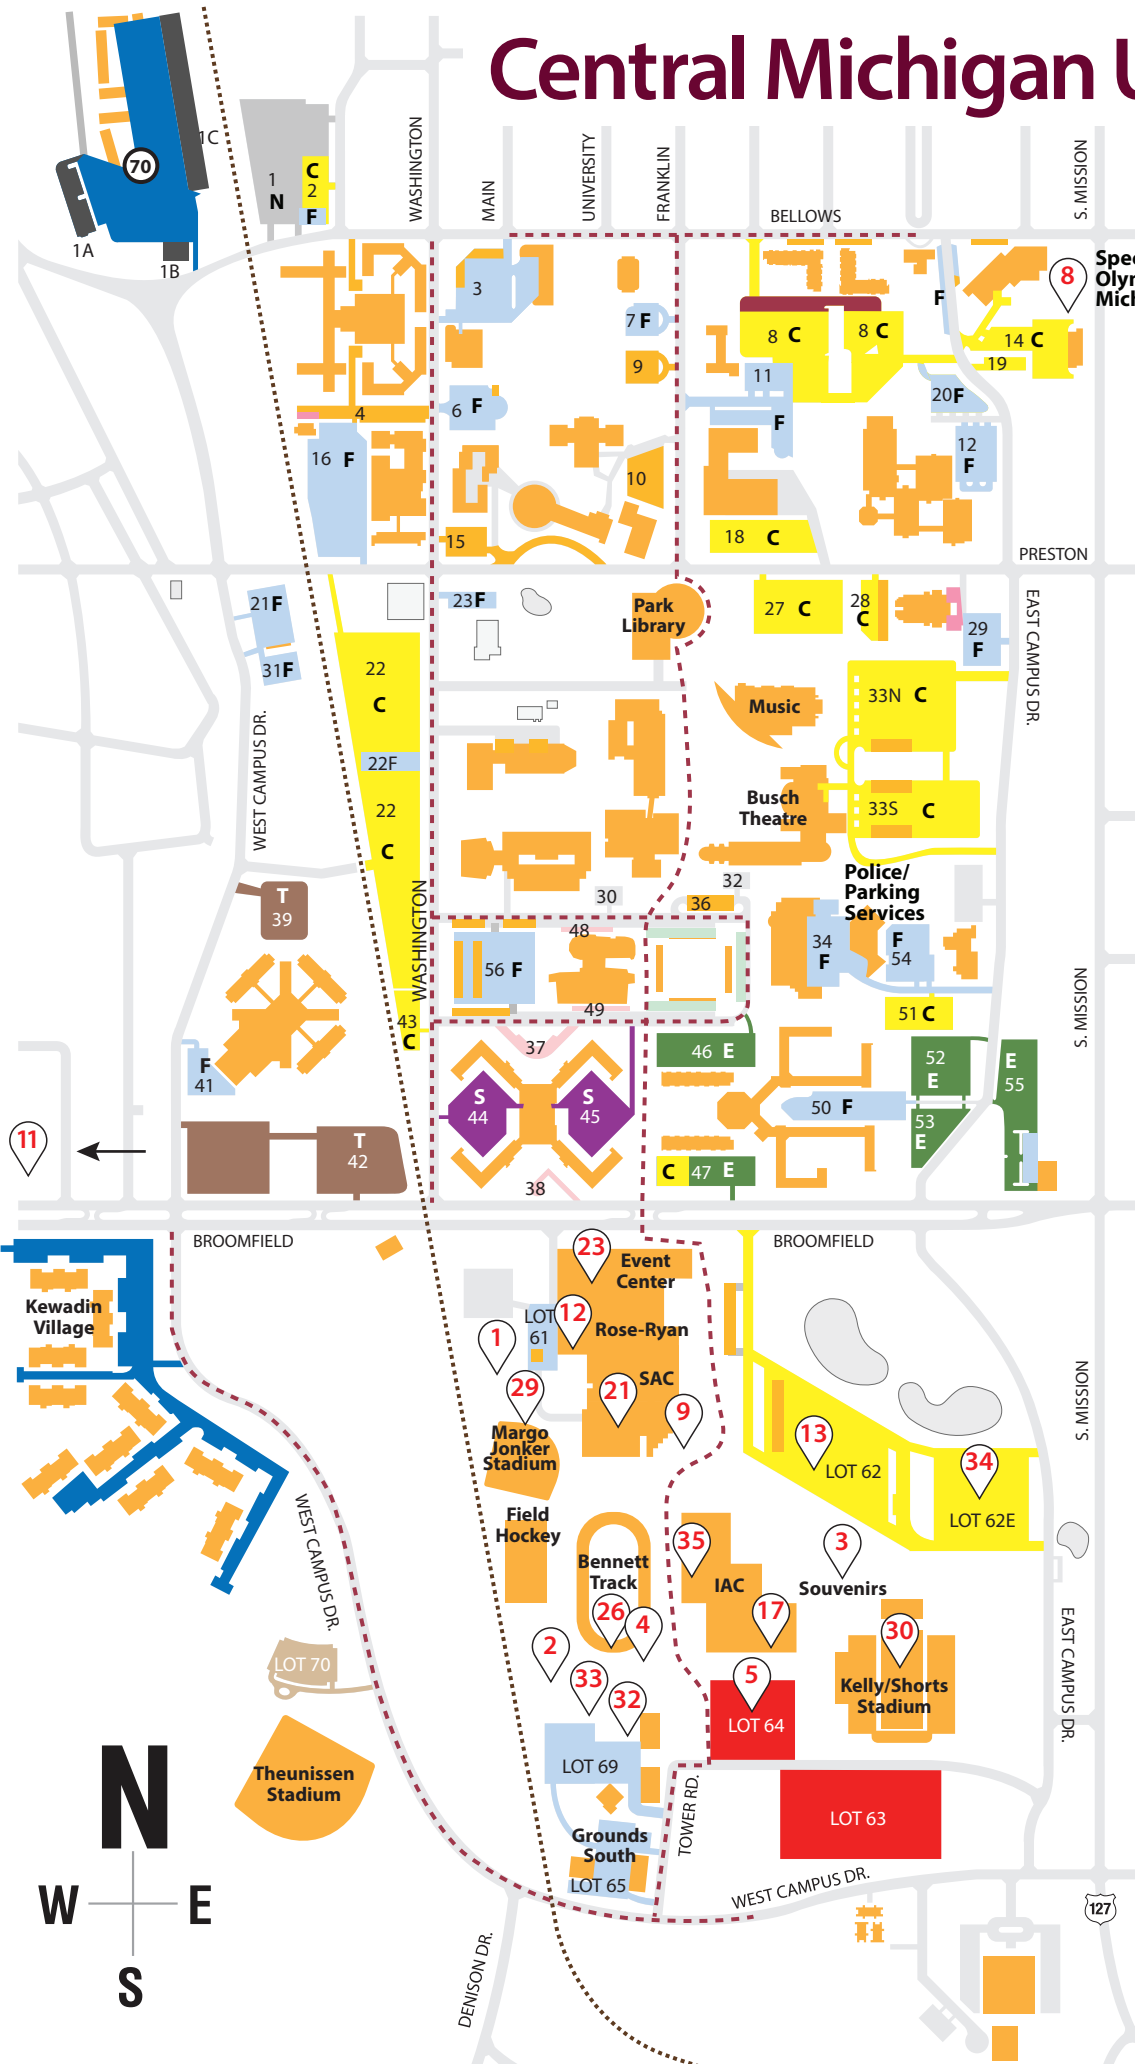 Central Michigan U
1C
70
1A
1B
1
N
C
2
F
WASHINGTON
MAIN
UNIVERSITY
FRANKLIN
BELLOWS
S. MISSION
8
Spec
Olyn
Mich
3
7 F
8 C
8 C
F
14 C
19
9
11
20F
6 F
F
4
16 F
12
F
10
15
18 C
PRESTON
21F
23F
Park
Library
27 C
28
C
29
F
EAST CAMPUS DR.
31F
22
C
33N C
Music
WEST CAMPUS DR.
22F
22
C
Busch
Theatre
33S C
Police/
Parking
Services
T
39
WASHINGTON
30
32
36
48
56 F
34
F
F
54
S. MISSION
49
51 C
43
C
37
46 E
52
E
E
55
F
41
S
44
S
45
50 F
53
E
11
T
42
C 47 E
38
BROOMFIELD
BROOMFIELD
23
Event
Center
Kewadin
Village
LOT
61
12
Rose-Ryan
1
29
21
SAC
9
S. MISSION
Margo
Jonker
Stadium
13
LOT 62
34
LOT 62E
WEST CAMPUS DR.
Field
Hockey
Bennett
Track
35
IAC
3
Souvenirs
26
4
17
30
2
EAST CAMPUS DR.
LOT 70
33
32
5
LOT 64
Kelly/Shorts
Stadium
N
W
E
S
Theunissen
Stadium
LOT 69
TOWER RD.
LOT 63
Grounds
South
LOT 65
WEST CAMPUS DR.
127
DENISON DR.